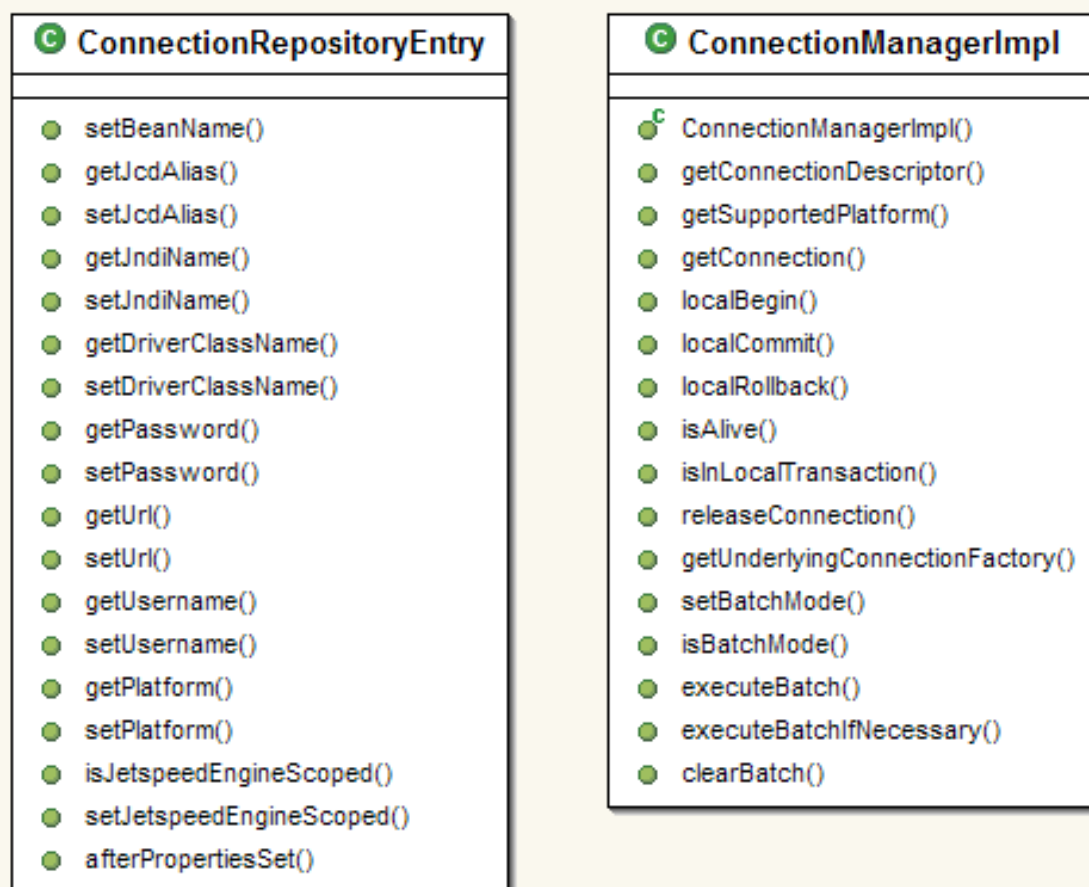 C ConnectionRepositoryEntry
setBeanName()
getJcdAlias()
setJcdAlias()
getJndiName()
setJndiName()
getDriverClassName()
setDriverClassName()
getPassword()
setPassword()
getUrl()
setUrl()
getUsername()
setUsername()
getPlatform()
setPlatform()
isJetspeedEngineScoped()
setJetspeedEngineScoped()
afterPropertiesSet()
C ConnectionManagerImpl
C ConnectionManagerImpl()
getConnectionDescriptor()
getSupportedPlatform()
getConnection()
localBegin()
localCommit()
localRollback()
isAlive()
isInLocalTransaction()
releaseConnection()
getUnderlyingConnectionFactory()
setBatchMode()
isBatchMode()
executeBatch()
executeBatchIfNecessary()
clearBatch()